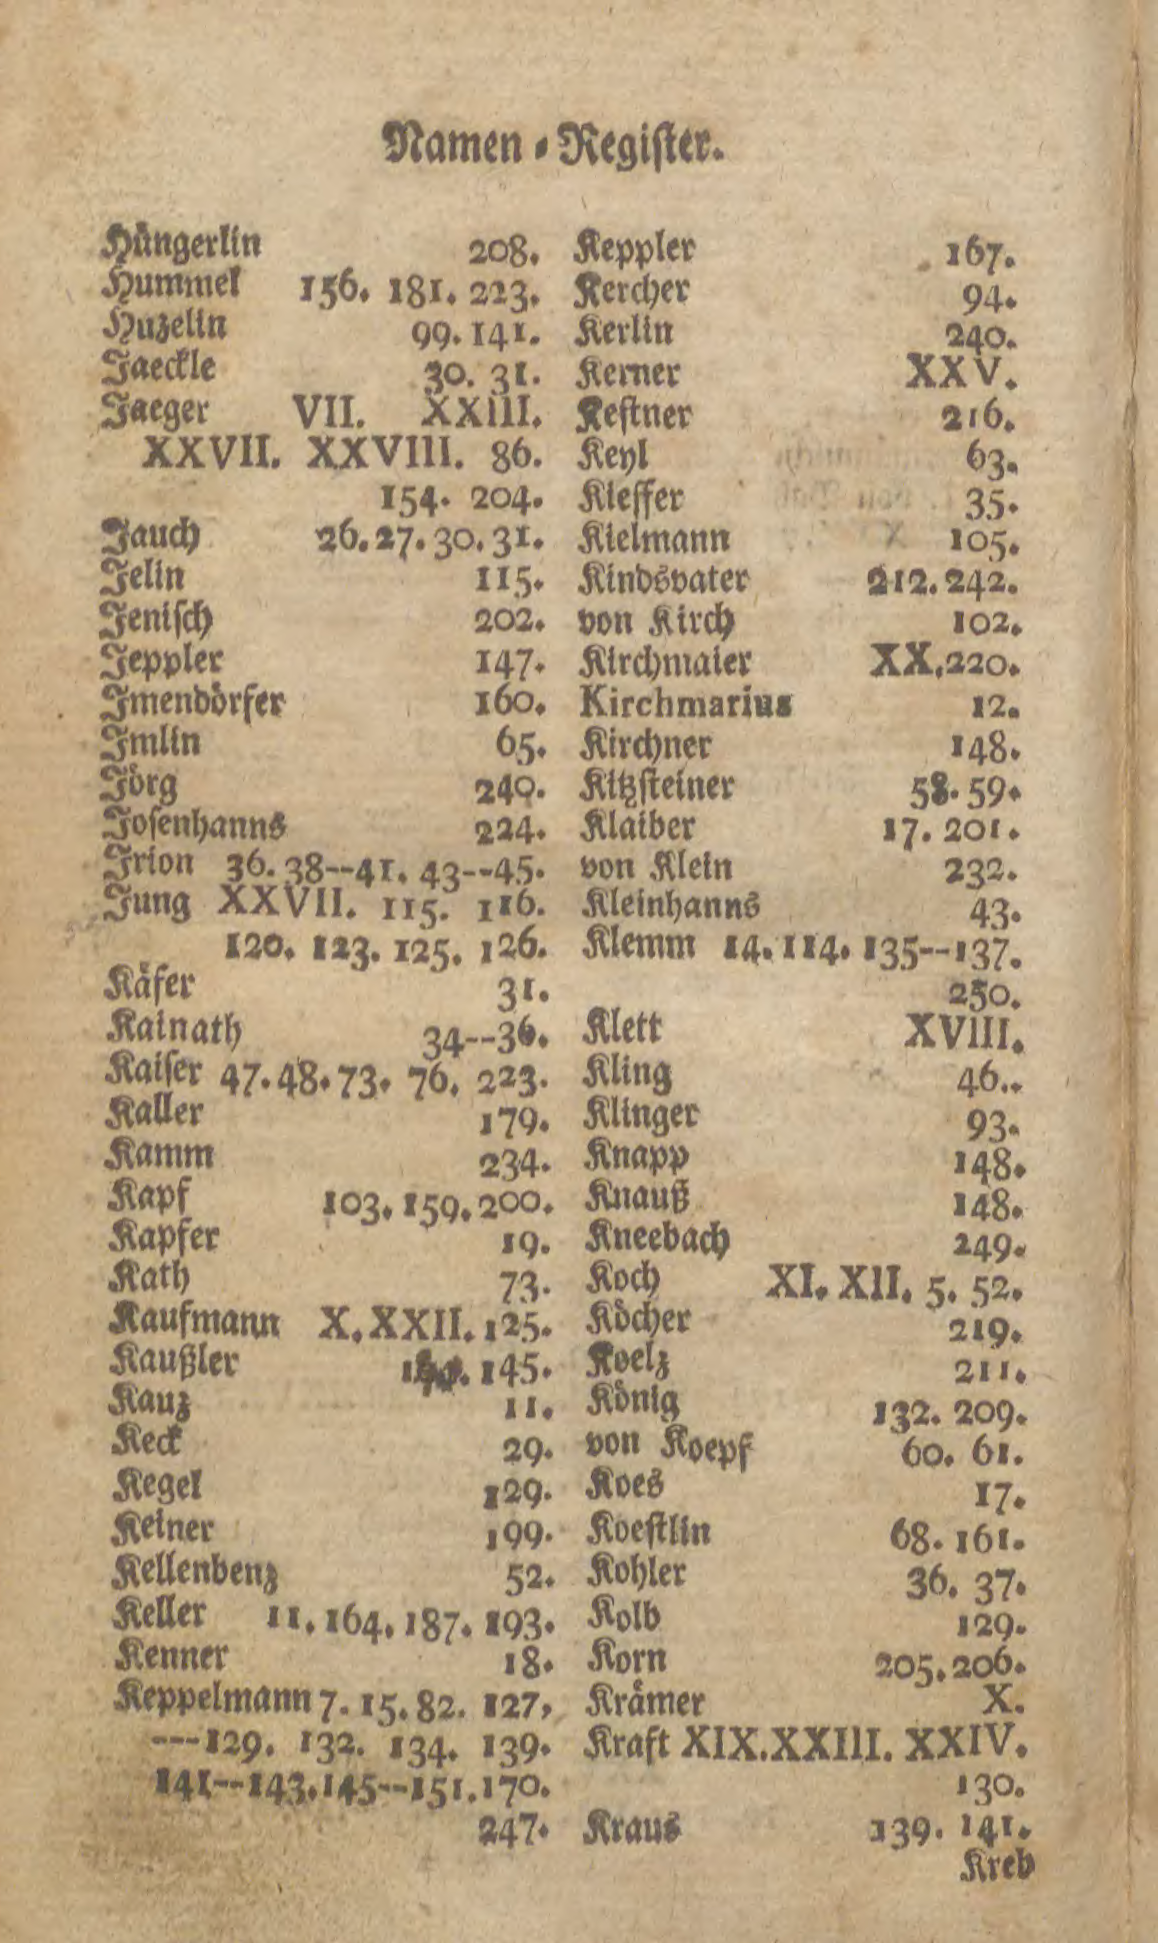 Namen-Register.
Hüngerlin 208.
Hummel 156. 181. 223.
Huzelin 99. 141.
Jaeckle 30. 31.
Jaeger VII. XXIII.
XXVII. XXVIII. 86.
154. 204.
Jauch 26. 27. 30. 31.
Jelin 115.
Jenisch 202.
Jeppler 147.
Imendörfer 160.
Imlin 65.
Jörg 240.
Josenhanns 224.
Irion 36. 38--41. 43--45.
Jung XXVII. 115. 116.
120. 123. 125. 126.
Käfer 31.
Kainath 34--36.
Kaiser 47. 48. 73. 76. 223.
Kaller 179.
Kamm 234.
Kapf 103. 159. 200.
Kapfer 19.
Kath 73.
Kaufmann X. XXII. 125.
Kaußler 145.
Kauz 11.
Keck 29.
Kegel 129.
Keiner 199.
Kellenbenz 52.
Keller 11. 164. 187. 193.
Kenner 18.
Keppelmann 7. 15. 82. 127,
---129. 132. 134. 139.
141--143. 145--151. 170.
247.
Keppler 167.
Kercher 94.
Kerlin 240.
Kerner XXV.
Kestner 216.
Keyl 63.
Kieffer 35.
Kielmann 105.
Kindsvater 212. 242.
von Kirch 102.
Kirchmaier XX. 220.
Kirchmarius 12.
Kirchner 148.
Kitzsteiner 58. 59.
Klaiber 17. 201.
von Klein 232.
Kleinhanns 43.
Klemm 14. 114. 135--137.
250.
Klett XVIII.
Kling 46..
Klinger 93.
Knapp 148.
Knauß 148.
Kneebach 249.
Koch XI. XII. 5. 52.
Köcher 219.
Koelz 211.
König 132. 209.
von Koepf 60. 61.
Koes 17.
Koestlin 68. 161.
Kohler 36. 37.
Kolb 129.
Korn 205. 206.
Krämer X.
Kraft XIX. XXIII. XXIV.
130.
Kraus 139. 141.
Kreb